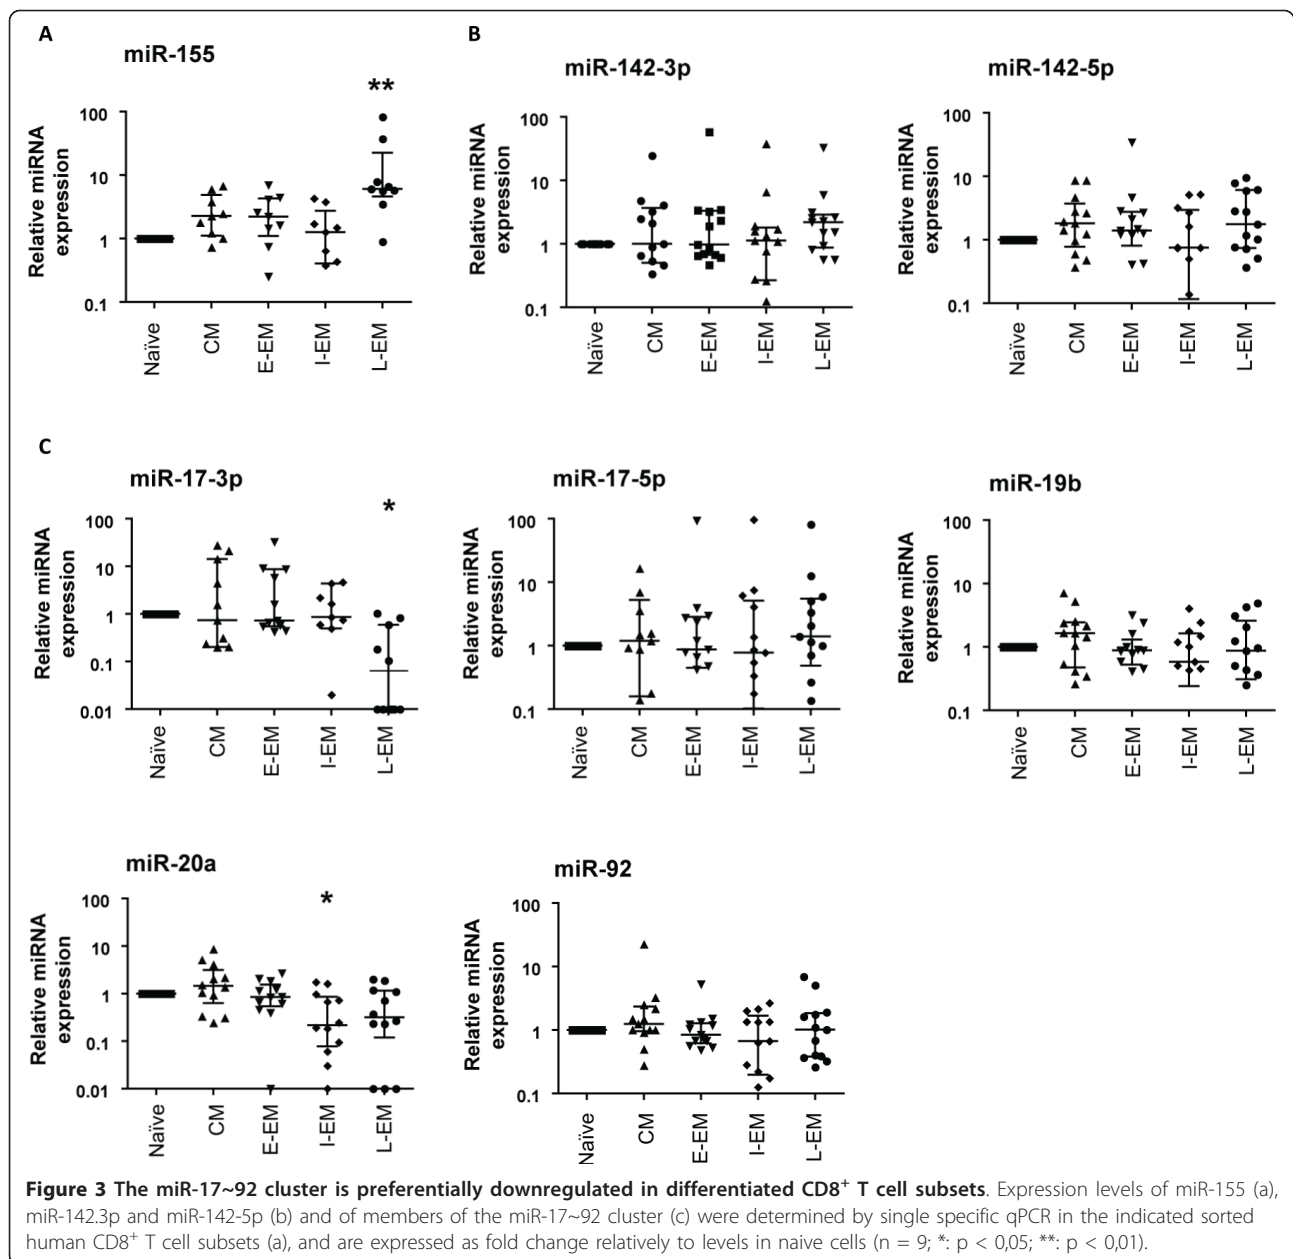 A
miR-155
**
Relative miRNA
expression
100
10
1
0.1
Naïve
CM
E-EM
I-EM
L-EM
B
miR-142-3p
Relative miRNA
expression
100
10
1
0.1
Naïve
CM
E-EM
I-EM
L-EM
miR-142-5p
Relative miRNA
expression
100
10
1
0.1
Naïve
CM
E-EM
I-EM
L-EM
C
miR-17-3p
*
Relative miRNA
expression
100
10
1
0.1
0.01
Naïve
CM
E-EM
I-EM
L-EM
miR-17-5p
Relative miRNA
expression
100
10
1
0.1
Naïve
CM
E-EM
I-EM
L-EM
miR-19b
Relative miRNA
expression
100
10
1
0.1
Naïve
CM
E-EM
I-EM
L-EM
miR-20a
*
Relative miRNA
expression
100
10
1
0.1
0.01
Naïve
CM
E-EM
I-EM
L-EM
miR-92
Relative miRNA
expression
100
10
1
0.1
Naïve
CM
E-EM
I-EM
L-EM
Figure 3 The miR-17~92 cluster is preferentially downregulated in differentiated CD8⁺ T cell subsets. Expression levels of miR-155 (a),
miR-142.3p and miR-142-5p (b) and of members of the miR-17~92 cluster (c) were determined by single specific qPCR in the indicated sorted
human CD8⁺ T cell subsets (a), and are expressed as fold change relatively to levels in naive cells (n = 9; *: p < 0,05; **: p < 0,01).